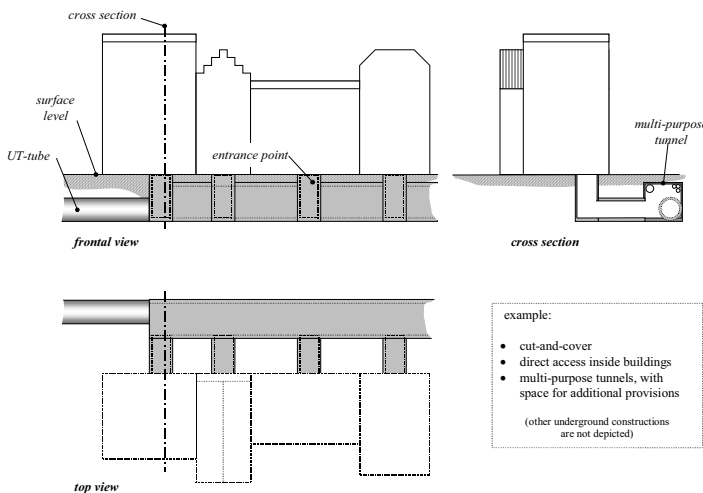 cross section
surface
level
UT-tube
entrance point
multi-purpose
tunnel
frontal view
cross section
example:
• cut-and-cover
• direct access inside buildings
• multi-purpose tunnels, with
space for additional provisions
(other underground constructions
are not depicted)
top view